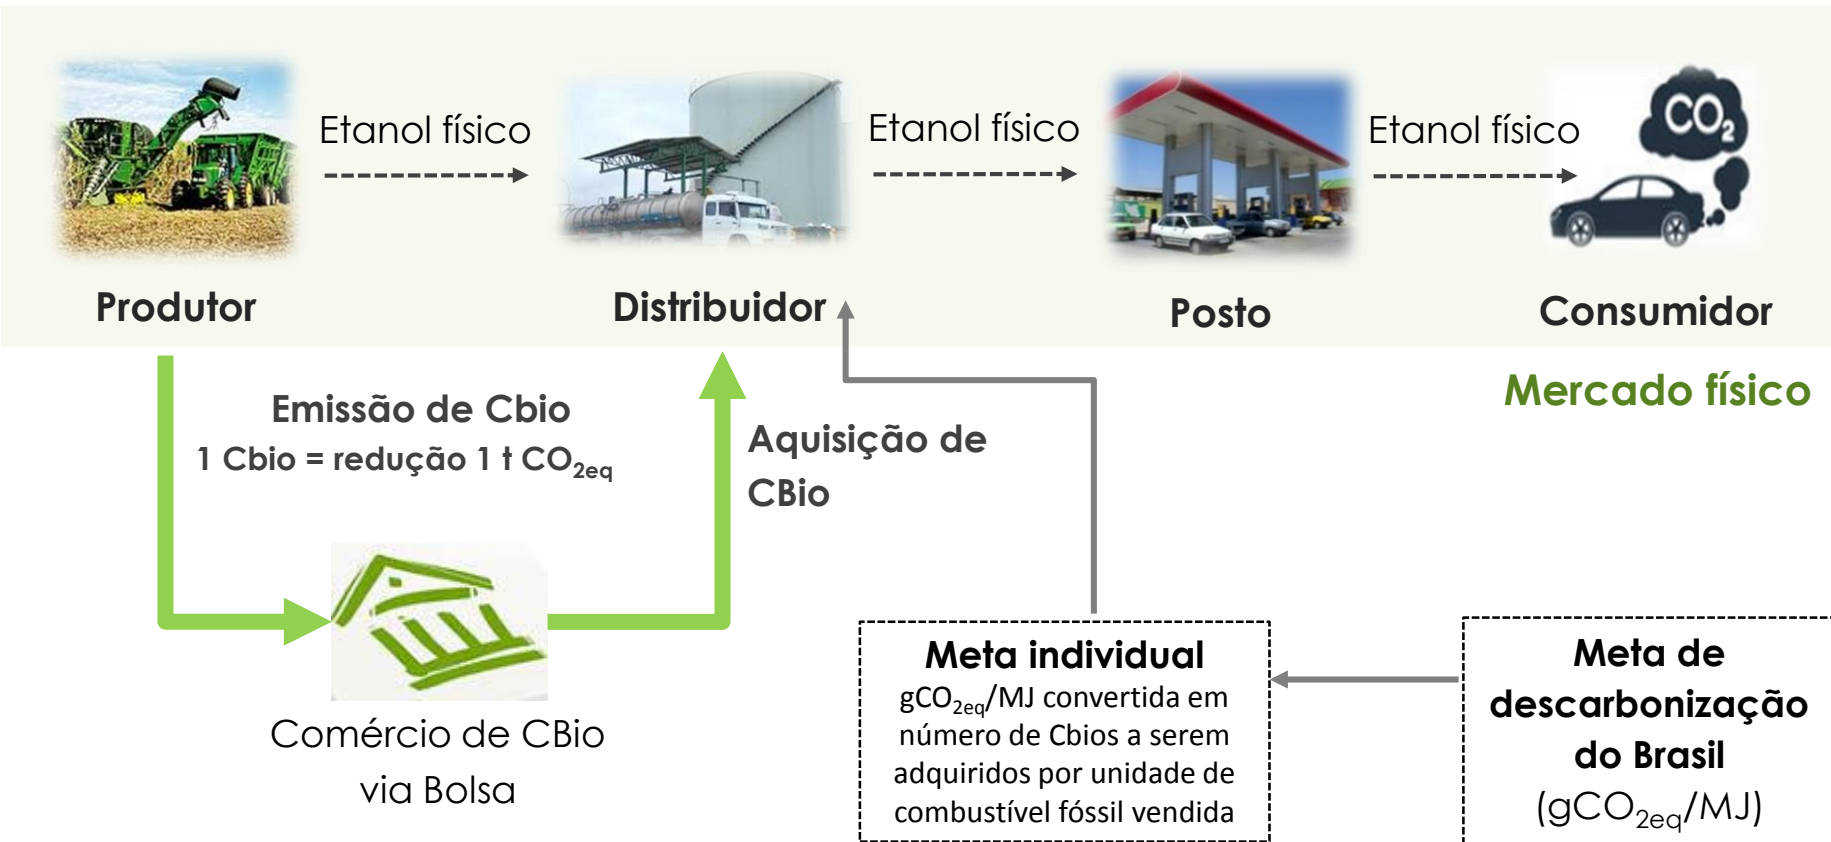 Etanol físico
Etanol físico
Etanol físico
CO₂
Produtor
Distribuidor
Posto
Consumidor
Mercado físico
Emissão de Cbio
1 Cbio = redução 1 t CO₂eq
Aquisição de
CBio
Comércio de CBio
via Bolsa
Meta individual
gCO₂eq/MJ convertida em
número de Cbios a serem
adquiridos por unidade de
combustível fóssil vendida
Meta de
descarbonização
do Brasil
(gCO₂eq/MJ)